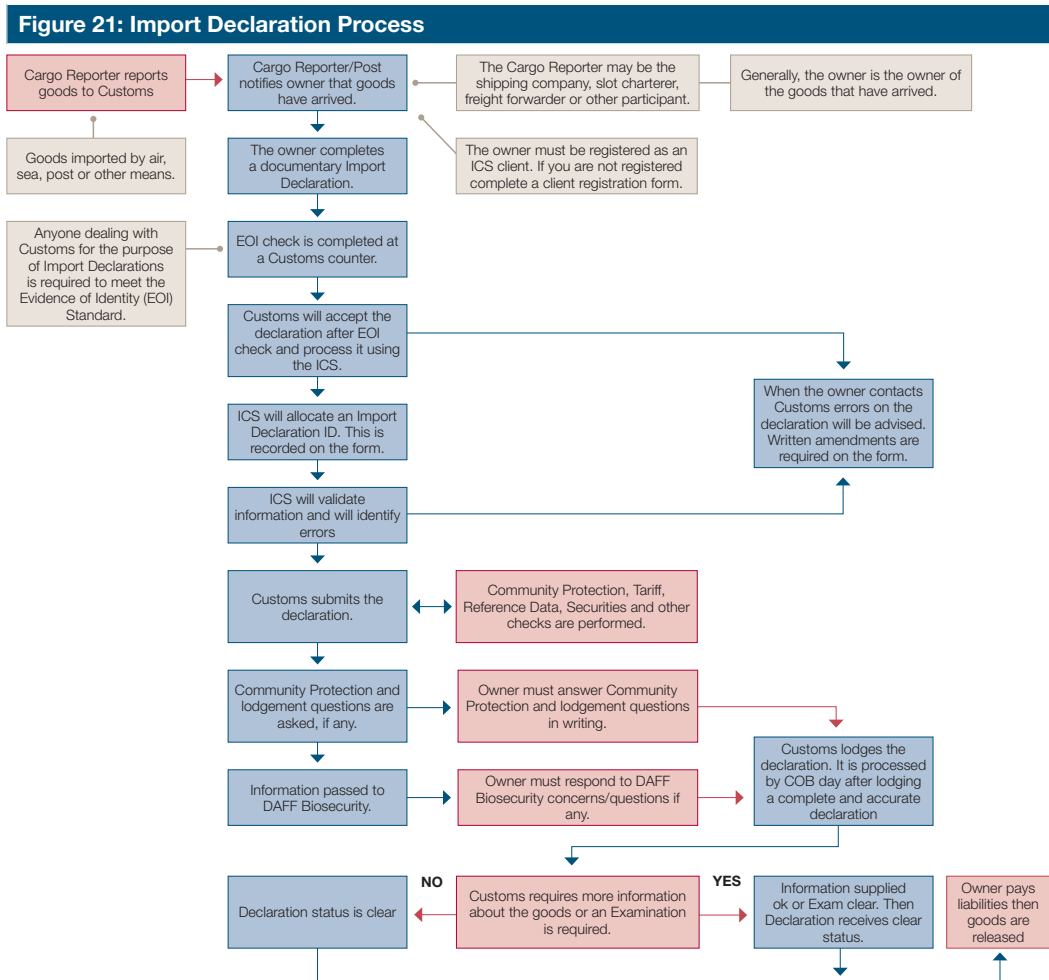 Figure 21: Import Declaration Process
Cargo Reporter reports
goods to Customs
Cargo Reporter/Post
notifies owner that goods
have arrived.
The Cargo Reporter may be the
shipping company, slot charterer,
freight forwarder or other participant.
Generally, the owner is the owner of
the goods that have arrived.
Goods imported by air,
sea, post or other means.
The owner completes
a documentary Import
Declaration.
The owner must be registered as an
ICS client. If you are not registered
complete a client registration form.
Anyone dealing with
Customs for the purpose
of Import Declarations
is required to meet the
Evidence of Identity (EOI)
Standard.
EOI check is completed at
a Customs counter.
Customs will accept the
declaration after EOI
check and process it using
the ICS.
ICS will allocate an Import
Declaration ID. This is
recorded on the form.
When the owner contacts
Customs errors on the
declaration will be advised.
Written amendments are
required on the form.
ICS will validate
information and will identify
errors
Customs submits the
declaration.
Community Protection, Tariff,
Reference Data, Securities and other
checks are performed.
Community Protection and
lodgement questions are
asked, if any.
Owner must answer Community
Protection and lodgement questions
in writing.
Information passed to
DAFF Biosecurity.
Owner must respond to DAFF
Biosecurity concerns/questions if
any.
Customs lodges the
declaration. It is processed
by COB day after lodging
a complete and accurate
declaration
Declaration status is clear
NO
Customs requires more information
about the goods or an Examination
is required.
YES
Information supplied
ok or Exam clear. Then
Declaration receives clear
status.
Owner pays
liabilities then
goods are
released